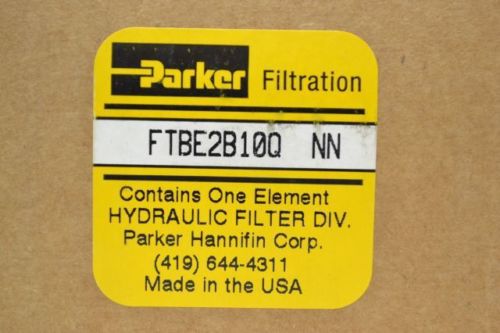 Parker Filtration
FTBE2B10Q NN
Contains One Element
HYDRAULIC FILTER DIV.
Parker Hannifin Corp.
(419) 644-4311
Made in the USA